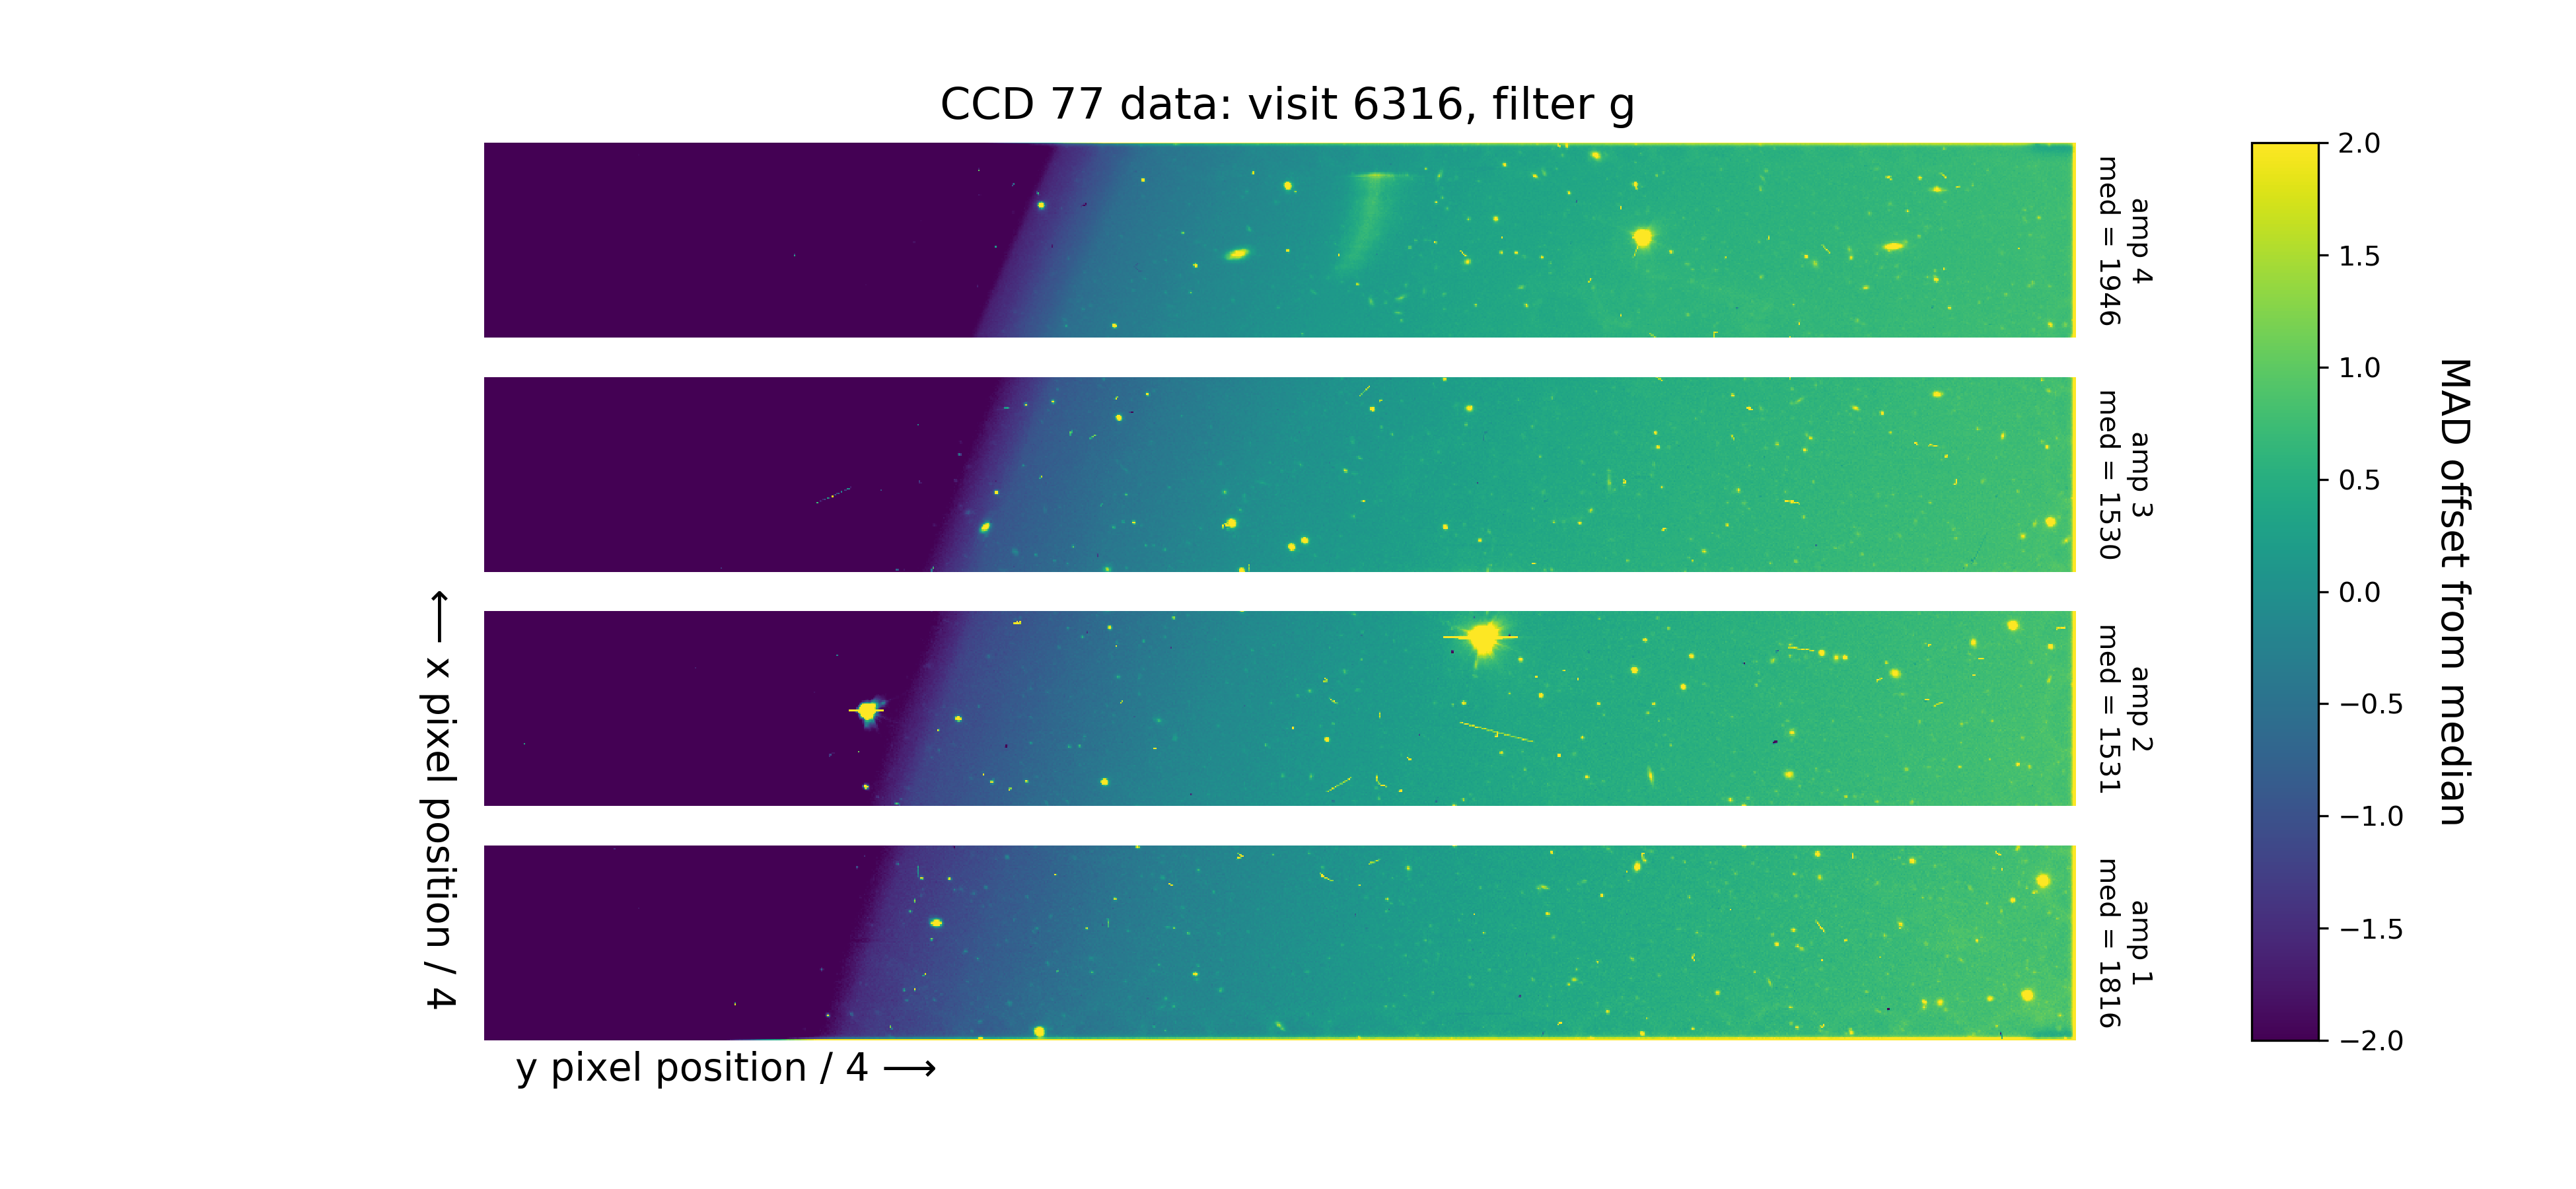 CCD 77 data: visit 6316, filter g
amp 4
med = 1946
amp 3
med = 1530
amp 2
med = 1531
amp 1
med = 1816
⟵ x pixel position / 4
y pixel position / 4 ⟶
2.0
1.5
1.0
0.5
0.0
−0.5
−1.0
−1.5
−2.0
MAD offset from median